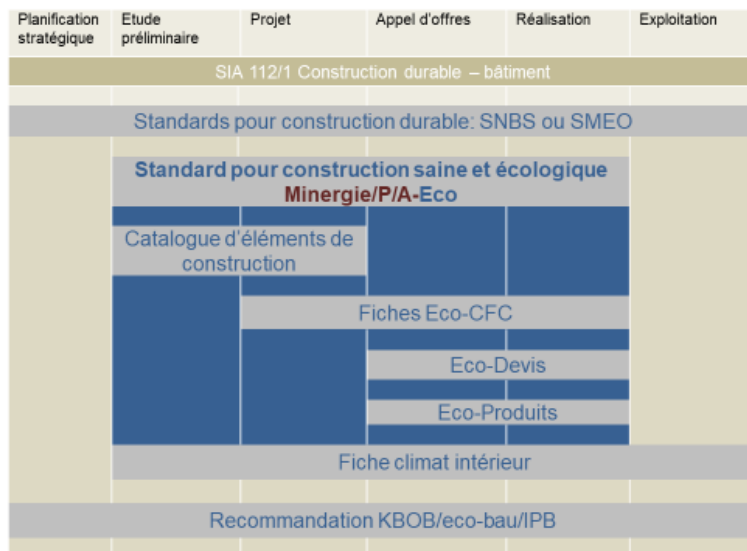 Planification
stratégique
Etude
préliminaire
Projet
Appel d'offres
Réalisation
Exploitation
SIA 112/1 Construction durable – bâtiment
Standards pour construction durable: SNBS ou SMEO
Standard pour construction saine et écologique
Minergie/P/A-Eco
Catalogue d'éléments de
construction
Fiches Eco-CFC
Eco-Devis
Eco-Produits
Fiche climat intérieur
Recommandation KBOB/eco-bau/IPB